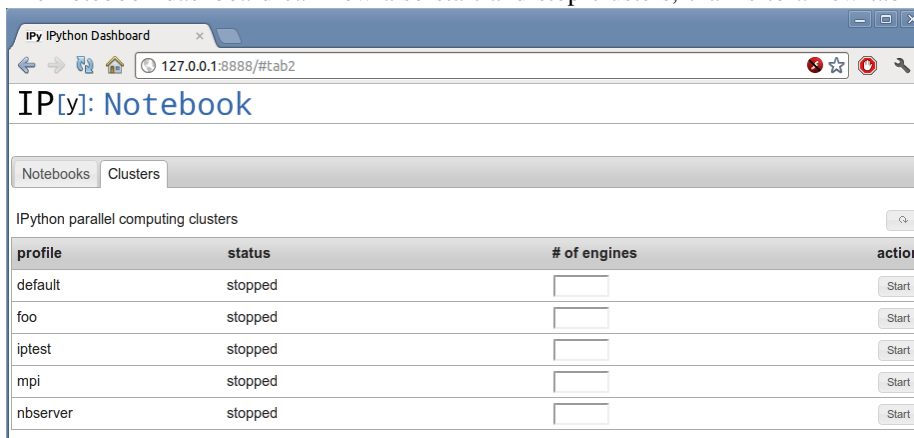 IPy IPython Dashboard
127.0.0.1:8888/#tab2
IP[y]: Notebook
Notebooks Clusters
IPython parallel computing clusters
profile status # of engines action
default stopped Start
foo stopped Start
iptest stopped Start
mpi stopped Start
nbserver stopped Start